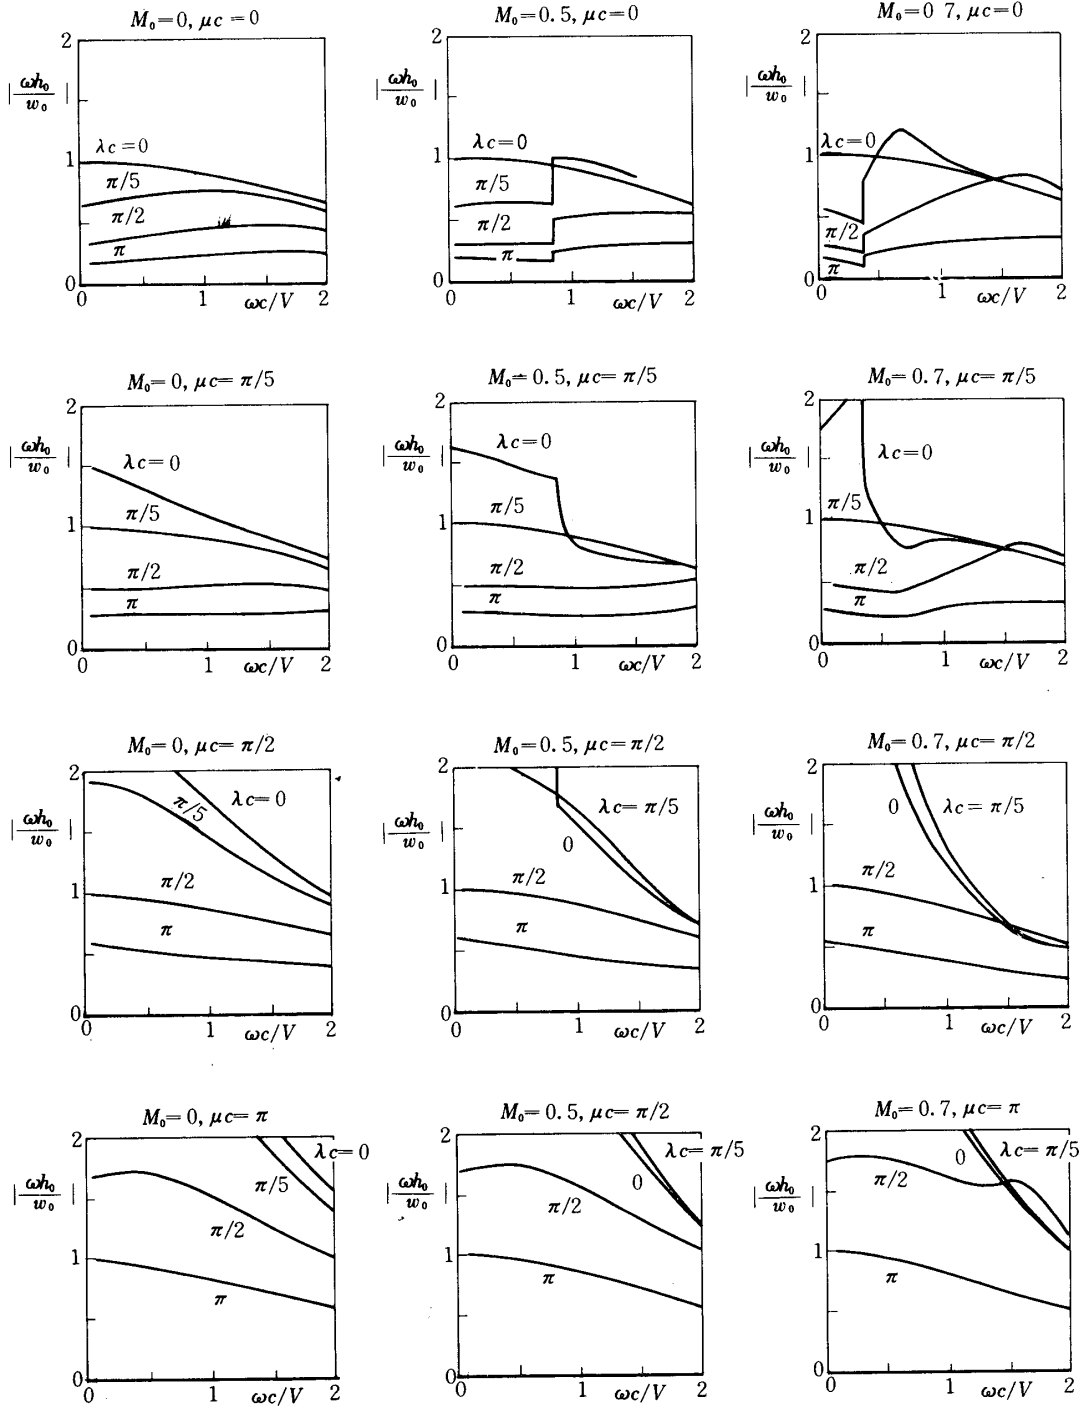 M₀=0, μc=0
2
|ωh₀/w₀|
λc=0
1
π/5
π/2
π
0
0 1 ωc/V 2
M₀=0.5, μc=0
2
|ωh₀/w₀|
λc=0
1
π/5
π/2
π
0
0 1 ωc/V 2
M₀=0 7, μc=0
2
|ωh₀/w₀|
λc=0
1
π/2
π
0
0 1 ωc/V 2
M₀=0, μc=π/5
2
|ωh₀/w₀|
λc=0
π/5
1
π/2
π
0
0 1 ωc/V 2
M₀=0.5, μc=π/5
2
|ωh₀/w₀|
λc=0
π/5
1
π/2
π
0
0 1 ωc/V 2
M₀=0.7, μc=π/5
2
|ωh₀/w₀|
λc=0
π/5
1
π/2
π
0
0 1 ωc/V 2
M₀=0, μc=π/2
2
|ωh₀/w₀|
π/5
λc=0
π/2
1
π
0
0 1 ωc/V 2
M₀=0.5, μc=π/2
2
|ωh₀/w₀|
λc=π/5
0
π/2
1
π
0
0 1 ωc/V 2
M₀=0.7, μc=π/2
2
|ωh₀/w₀|
0
λc=π/5
π/2
1
π
0
0 1 ωc/V 2
M₀=0, μc=π
2
|ωh₀/w₀|
λc=0
π/5
π/2
1
π
0
0 1 ωc/V 2
M₀=0.5, μc=π/2
2
|ωh₀/w₀|
λc=π/5
0
π/2
1
π
0
0 1 ωc/V 2
M₀=0.7, μc=π
2
|ωh₀/w₀|
0
λc=π/5
π/2
1
π
0
0 1 ωc/V 2